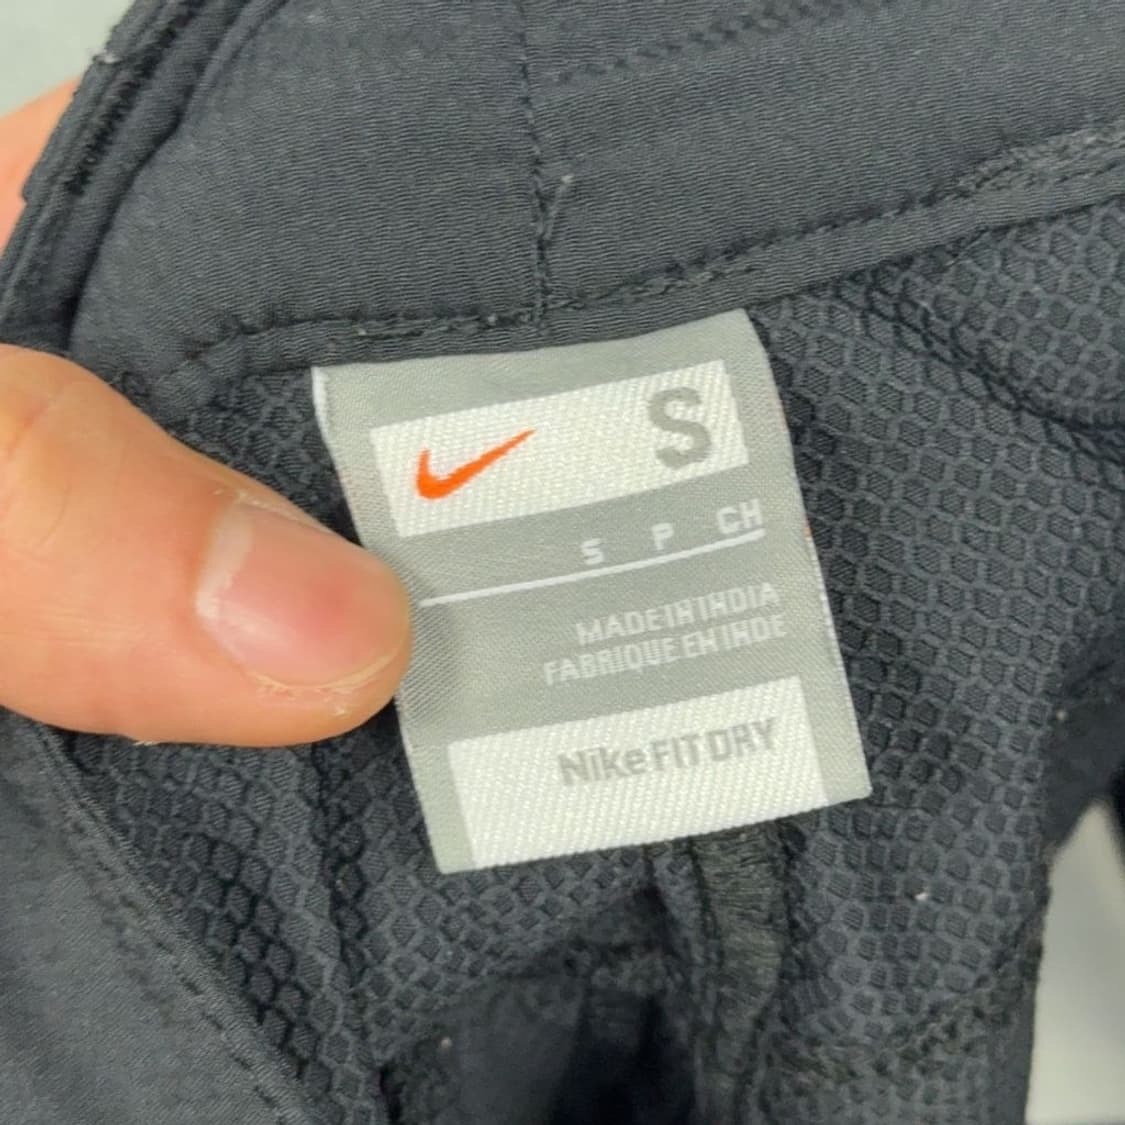 S
S P CH
MADE IN INDIA
FABRIQUE EN INDE
Nike FIT DRY